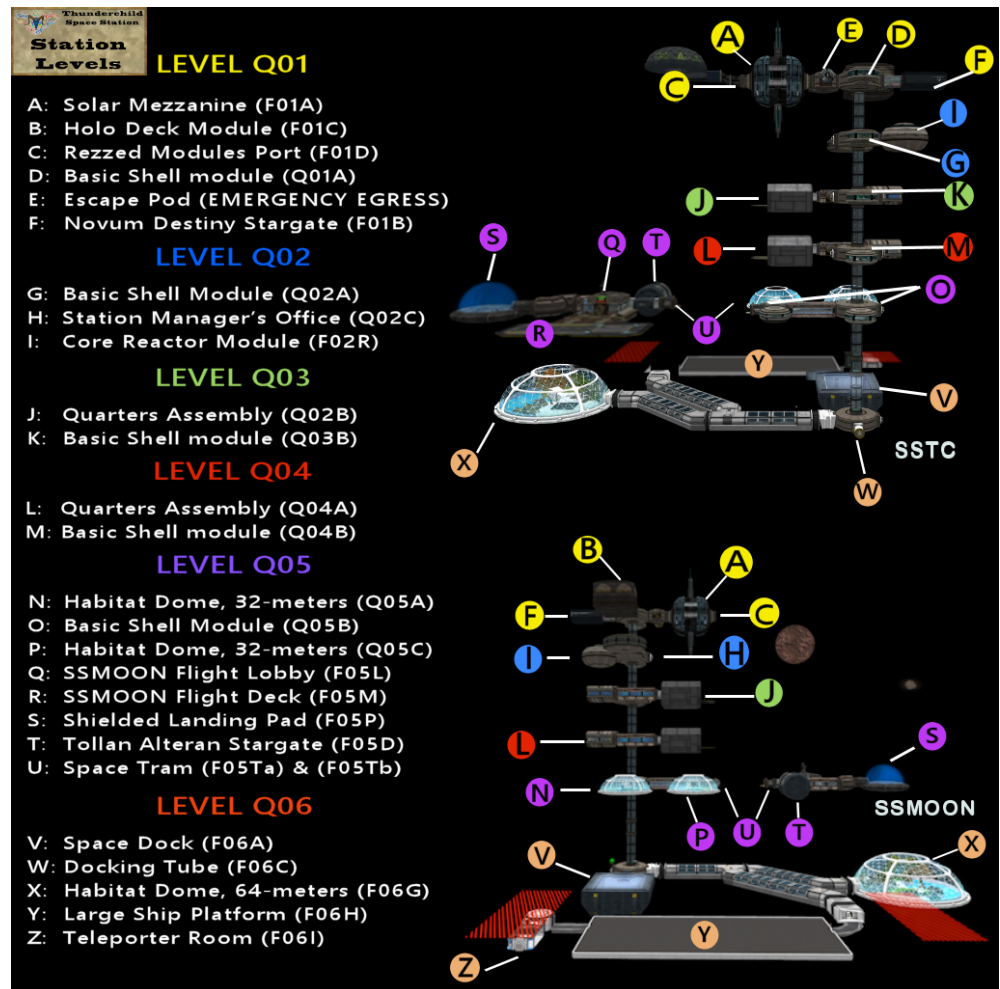 Thunderchild
Space Station
Station
Levels
LEVEL Q01
A: Solar Mezzanine (F01A)
B: Holo Deck Module (F01C)
C: Rezzed Modules Port (F01D)
D: Basic Shell module (Q01A)
E: Escape Pod (EMERGENCY EGRESS)
F: Novum Destiny Stargate (F01B)
LEVEL Q02
G: Basic Shell Module (Q02A)
H: Station Manager's Office (Q02C)
I: Core Reactor Module (F02R)
LEVEL Q03
J: Quarters Assembly (Q02B)
K: Basic Shell module (Q03B)
LEVEL Q04
L: Quarters Assembly (Q04A)
M: Basic Shell module (Q04B)
LEVEL Q05
N: Habitat Dome, 32-meters (Q05A)
O: Basic Shell Module (Q05B)
P: Habitat Dome, 32-meters (Q05C)
Q: SSMOON Flight Lobby (F05L)
R: SSMOON Flight Deck (F05M)
S: Shielded Landing Pad (F05P)
T: Tollan Alteran Stargate (F05D)
U: Space Tram (F05Ta) & (F05Tb)
LEVEL Q06
V: Space Dock (F06A)
W: Docking Tube (F06C)
X: Habitat Dome, 64-meters (F06G)
Y: Large Ship Platform (F06H)
Z: Teleporter Room (F06I)
A
E
D
F
C
I
G
J
K
L
M
S
Q
T
O
R
U
Y
V
X
SSTC
W
B
A
F
C
I
H
J
L
S
N
SSMOON
P
U
T
V
X
Y
Z